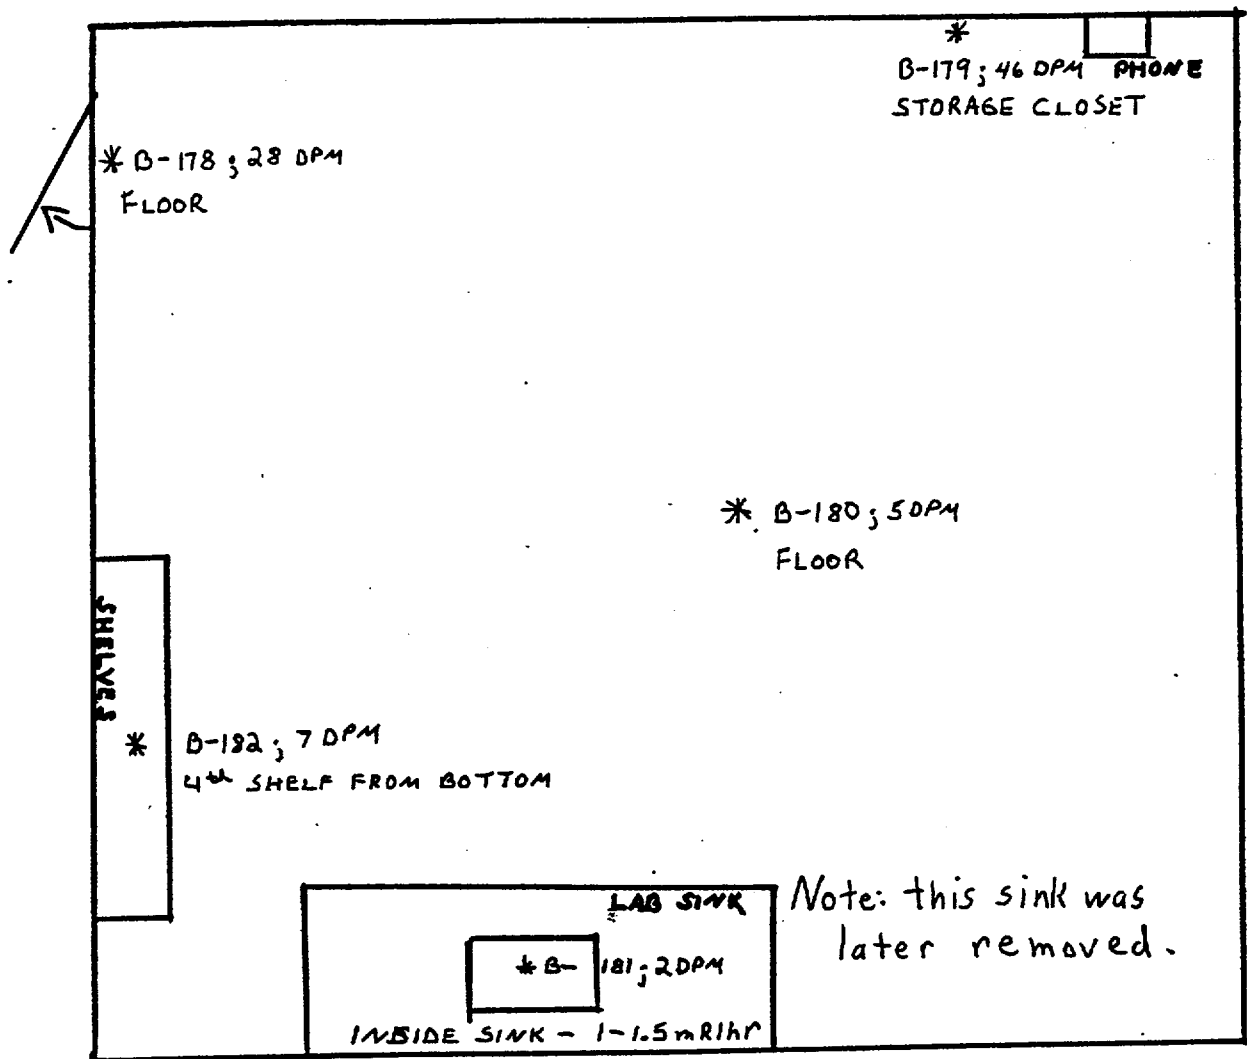 B-179; 46 DPM PHONE
STORAGE CLOSET
B-178; 28 DPM
FLOOR
B-180; 5 DPM
FLOOR
SHELVES
B-182; 7 DPM
4th SHELF FROM BOTTOM
LAB SINK
B-181; 2 DPM
INSIDE SINK - 1-1.5 mR/hr
Note: this sink was
later removed.